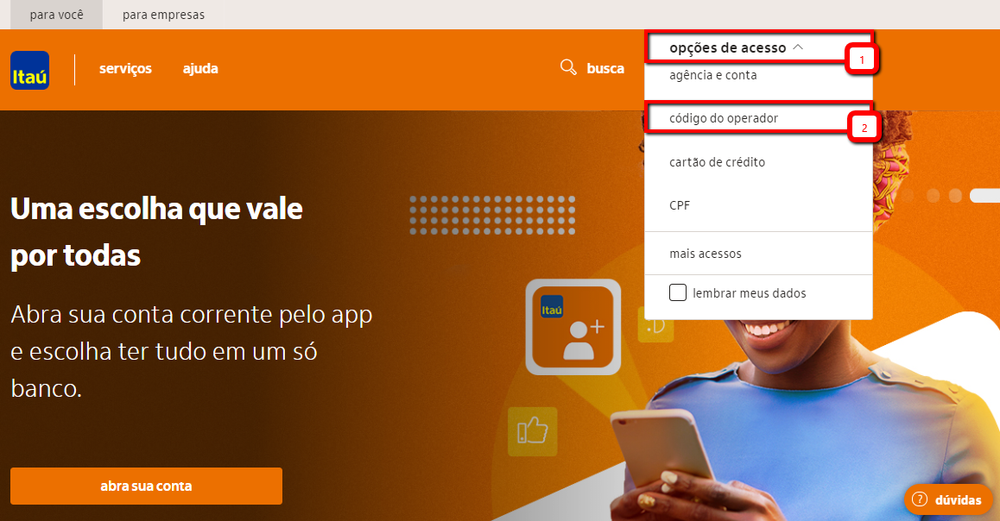 para você
para empresas
Itaú
serviços
ajuda
busca
opções de acesso
1
agência e conta
código do operador
2
cartão de crédito
CPF
mais acessos
lembrar meus dados
Uma escolha que vale
por todas
Abra sua conta corrente pelo app
e escolha ter tudo em um só
banco.
abra sua conta
Itaú
:D
? dúvidas